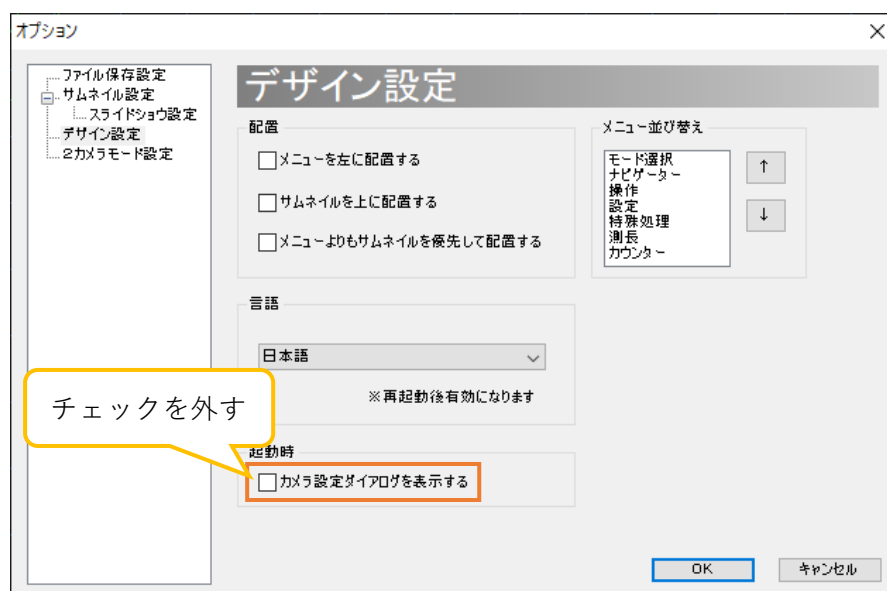 オプション
ファイル保存設定
サムネイル設定
スライドショウ設定
デザイン設定
2カメラモード設定
デザイン設定
配置
メニューを左に配置する
サムネイルを上に配置する
メニューよりもサムネイルを優先して配置する
メニュー並び替え
モード選択
ナビゲーター
操作
設定
特殊処理
測長
カウンター
↑
↓
言語
日本語
※再起動後有効になります
チェックを外す
起動時
カメラ設定ダイアログを表示する
OK
キャンセル